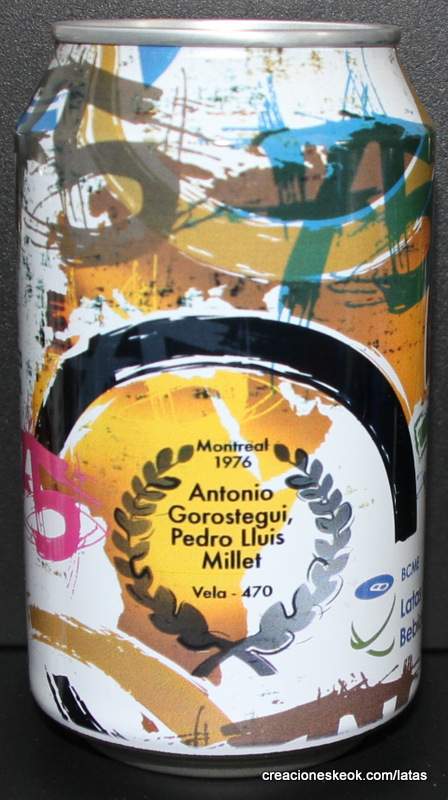 Montreal
1976
Antonio
Gorostegui,
Pedro Lluis
Millet
Vela - 470
BCME
creacioneskeok.com/latas